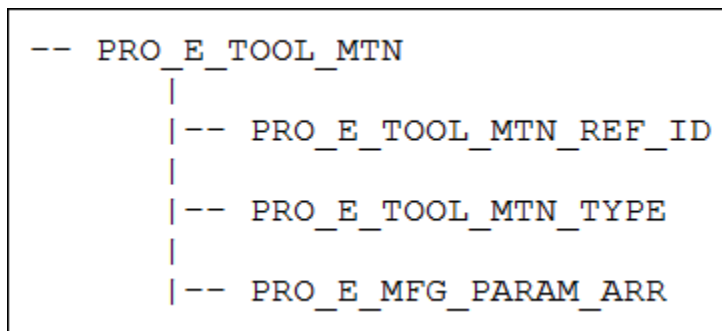 -- PRO_E_TOOL_MTN
|
|-- PRO_E_TOOL_MTN_REF_ID
|
|-- PRO_E_TOOL_MTN_TYPE
|
|-- PRO_E_MFG_PARAM_ARR